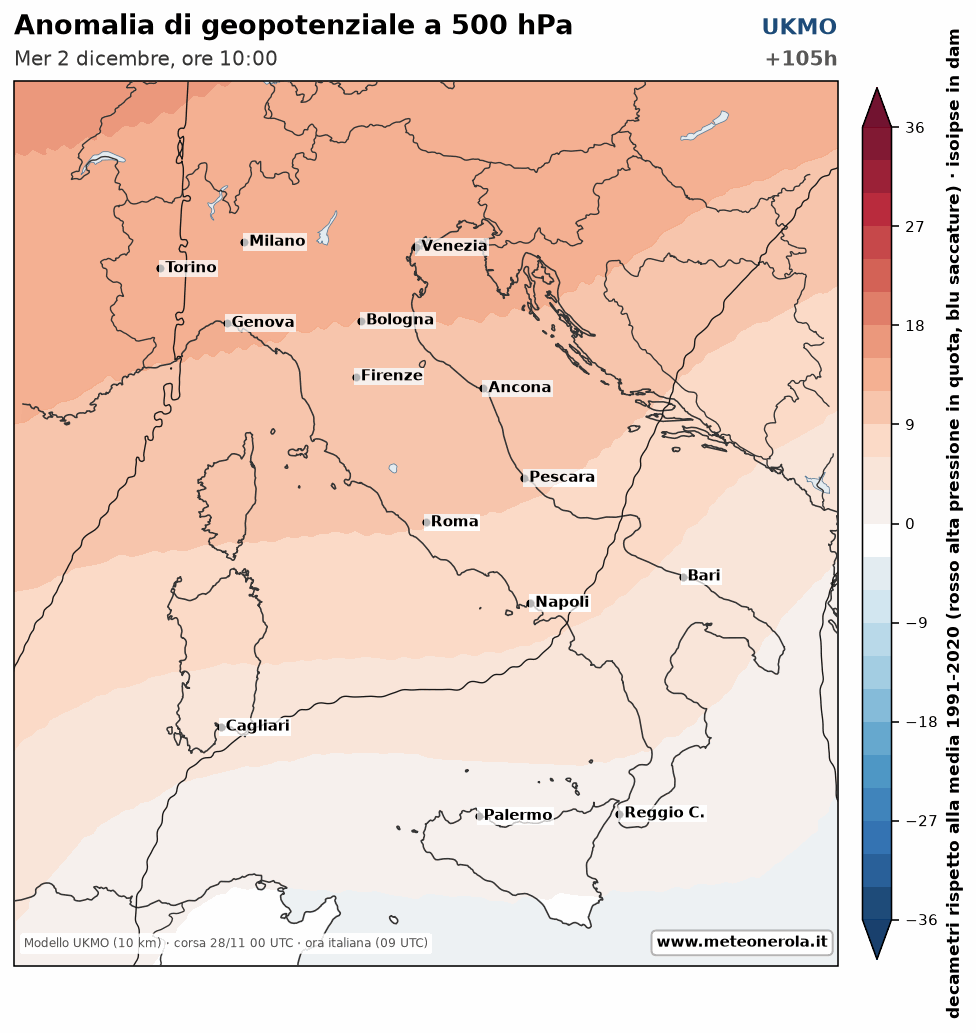 Anomalia di geopotenziale a 500 hPa
UKMO
Mer 2 dicembre, ore 10:00
+105h
Milano
Venezia
Torino
Genova
Bologna
Firenze
Ancona
Pescara
Roma
Bari
Napoli
Cagliari
Palermo
Reggio C.
Modello UKMO (10 km) · corsa 28/11 00 UTC · ora italiana (09 UTC)
www.meteonerola.it
36
27
18
9
0
−9
−18
−27
−36
decametri rispetto alla media 1991-2020 (rosso alta pressione in quota, blu saccature) · isoipse in dam